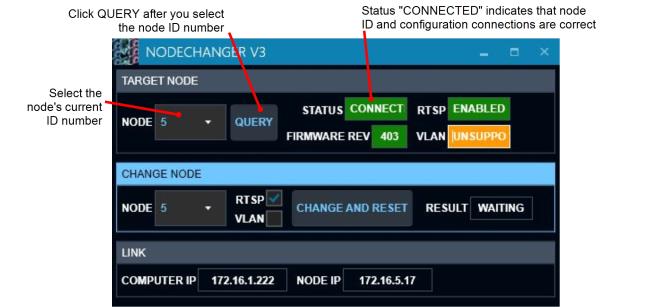 Click QUERY after you select
the node ID number
Status "CONNECTED" indicates that node
ID and configuration connections are correct
NODECHANGER V3
Select the
node's current
ID number
TARGET NODE
NODE 5 QUERY STATUS CONNECT RTSP ENABLED
FIRMWARE REV 403 VLAN UNSUPPO
CHANGE NODE
NODE 5 RTSP CHANGE AND RESET RESULT WAITING
VLAN
LINK
COMPUTER IP 172.16.1.222 NODE IP 172.16.5.17